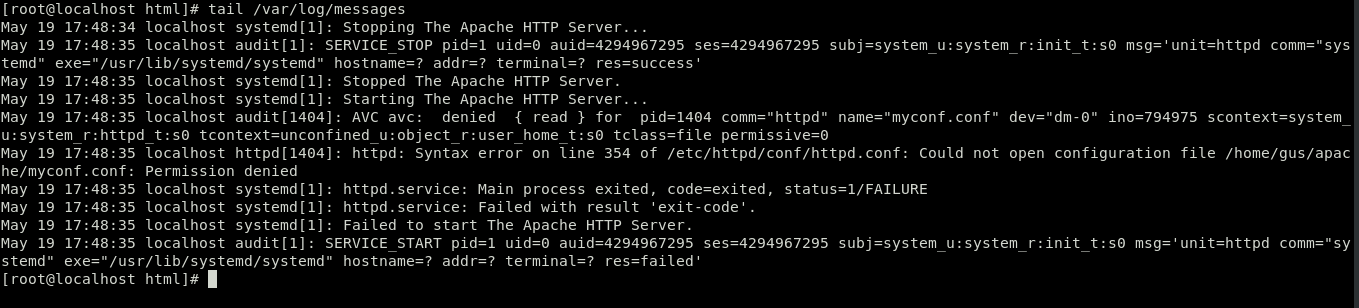 [root@localhost html]# tail /var/log/messages
May 19 17:48:34 localhost systemd[1]: Stopping The Apache HTTP Server...
May 19 17:48:35 localhost audit[1]: SERVICE_STOP pid=1 uid=0 auid=4294967295 ses=4294967295 subj=system_u:system_r:init_t:s0 msg='unit=httpd comm="sys
temd" exe="/usr/lib/systemd/systemd" hostname=? addr=? terminal=? res=success'
May 19 17:48:35 localhost systemd[1]: Stopped The Apache HTTP Server.
May 19 17:48:35 localhost systemd[1]: Starting The Apache HTTP Server...
May 19 17:48:35 localhost audit[1404]: AVC avc:  denied  { read } for  pid=1404 comm="httpd" name="myconf.conf" dev="dm-0" ino=794975 scontext=system_
u:system_r:httpd_t:s0 tcontext=unconfined_u:object_r:user_home_t:s0 tclass=file permissive=0
May 19 17:48:35 localhost httpd[1404]: httpd: Syntax error on line 354 of /etc/httpd/conf/httpd.conf: Could not open configuration file /home/gus/apac
he/myconf.conf: Permission denied
May 19 17:48:35 localhost systemd[1]: httpd.service: Main process exited, code=exited, status=1/FAILURE
May 19 17:48:35 localhost systemd[1]: httpd.service: Failed with result 'exit-code'.
May 19 17:48:35 localhost systemd[1]: Failed to start The Apache HTTP Server.
May 19 17:48:35 localhost audit[1]: SERVICE_START pid=1 uid=0 auid=4294967295 ses=4294967295 subj=system_u:system_r:init_t:s0 msg='unit=httpd comm="sy
stemd" exe="/usr/lib/systemd/systemd" hostname=? addr=? terminal=? res=failed'
[root@localhost html]#